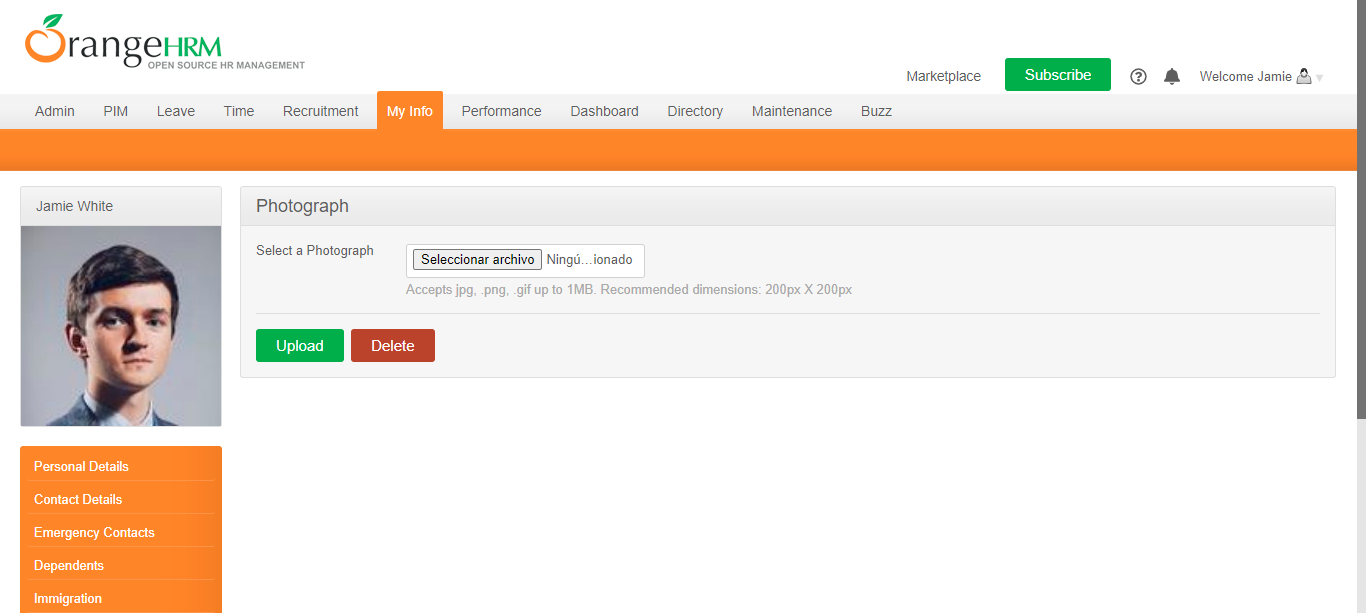 OrangeHRM
OPEN SOURCE HR MANAGEMENT
Marketplace
Subscribe
?
Welcome Jamie
Admin PIM Leave Time Recruitment My Info Performance Dashboard Directory Maintenance Buzz
Jamie White
Photograph
Select a Photograph
Seleccionar archivo Ningú…ionado
Accepts jpg, .png, .gif up to 1MB. Recommended dimensions: 200px X 200px
Upload Delete
Personal Details
Contact Details
Emergency Contacts
Dependents
Immigration